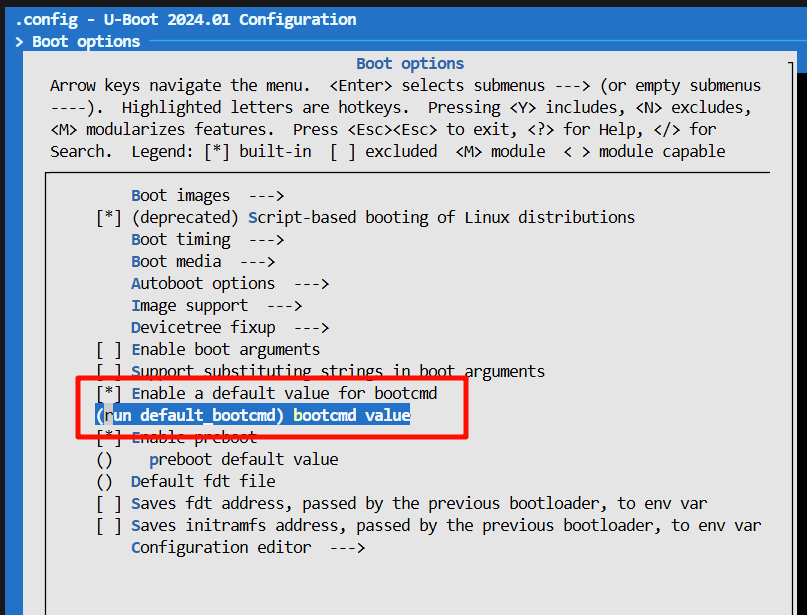 .config - U-Boot 2024.01 Configuration
> Boot options
Boot options
Arrow keys navigate the menu.  <Enter> selects submenus ---> (or empty submenus
----).  Highlighted letters are hotkeys.  Pressing <Y> includes, <N> excludes,
<M> modularizes features.  Press <Esc><Esc> to exit, <?> for Help, </> for
Search.  Legend: [*] built-in  [ ] excluded  <M> module  < > module capable
Boot images  --->
[*] (deprecated) Script-based booting of Linux distributions
Boot timing  --->
Boot media  --->
Autoboot options  --->
Image support  --->
Devicetree fixup  --->
[ ] Enable boot arguments
[ ] Support substituting strings in boot arguments
[*] Enable a default value for bootcmd
(run default_bootcmd) bootcmd value
[*] Enable preboot
()    preboot default value
()  Default fdt file
[ ] Saves fdt address, passed by the previous bootloader, to env var
[ ] Saves initramfs address, passed by the previous bootloader, to env var
Configuration editor  --->